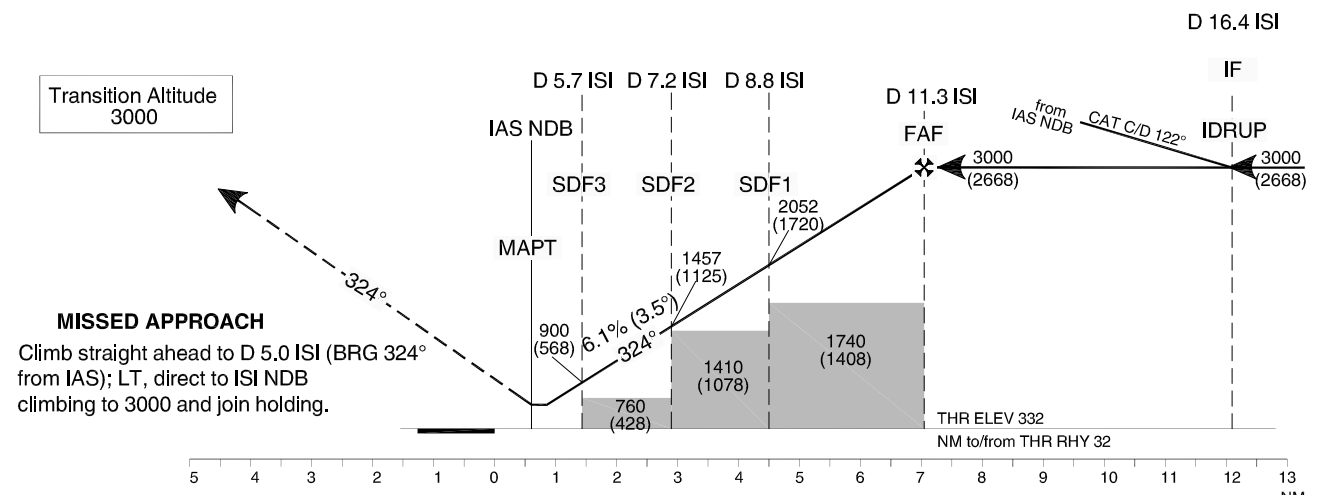 D 16.4 ISI
IF
IDRUP
Transition Altitude
3000
D 5.7 ISI
D 7.2 ISI
D 8.8 ISI
D 11.3 ISI
FAF
from
IAS NDB
CAT C/D 122°
IAS NDB
3000
(2668)
3000
(2668)
SDF3
SDF2
SDF1
2052
(1720)
MAPT
1457
(1125)
324°
900
(568)
6.1% (3.5°)
324°
MISSED APPROACH
Climb straight ahead to D 5.0 ISI (BRG 324°
from IAS); LT, direct to ISI NDB
climbing to 3000 and join holding.
1740
(1408)
1410
(1078)
760
(428)
THR ELEV 332
NM to/from THR RHY 32
5 4 3 2 1 0 1 2 3 4 5 6 7 8 9 10 11 12 13
NM